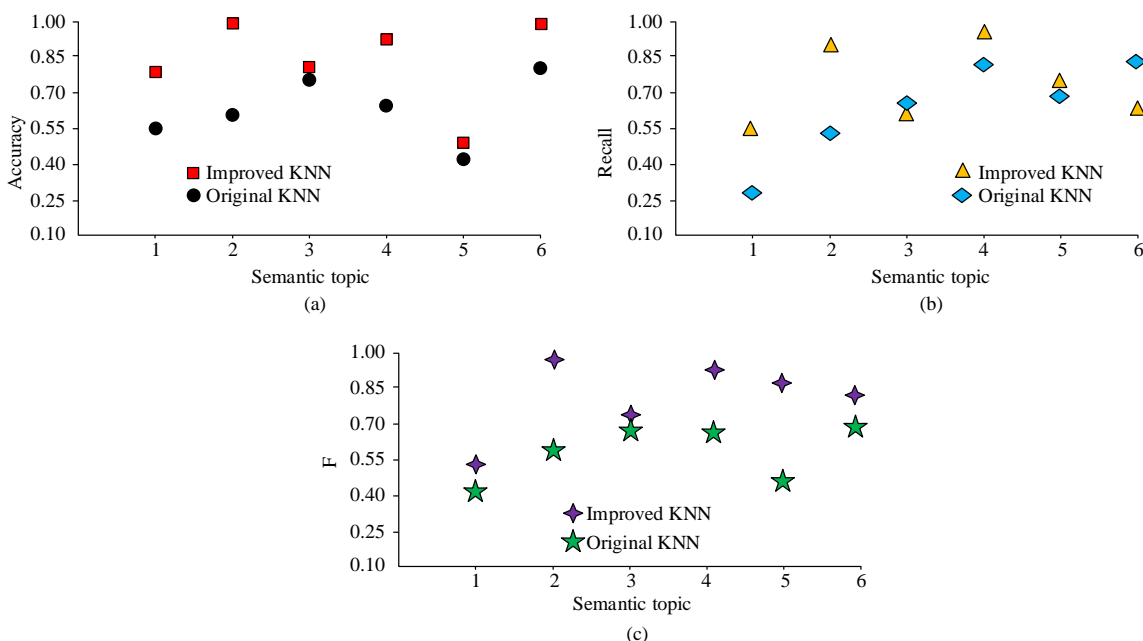 1.00
0.85
0.70
0.55
0.40
0.25
0.10
Accuracy
Improved KNN
Original KNN
1 2 3 4 5 6
Semantic topic
(a)
1.00
0.85
0.70
0.55
0.40
0.25
0.10
Recall
Improved KNN
Original KNN
1 2 3 4 5 6
Semantic topic
(b)
1.00
0.85
0.70
0.55
0.40
0.25
0.10
F
Improved KNN
Original KNN
1 2 3 4 5 6
Semantic topic
(c)